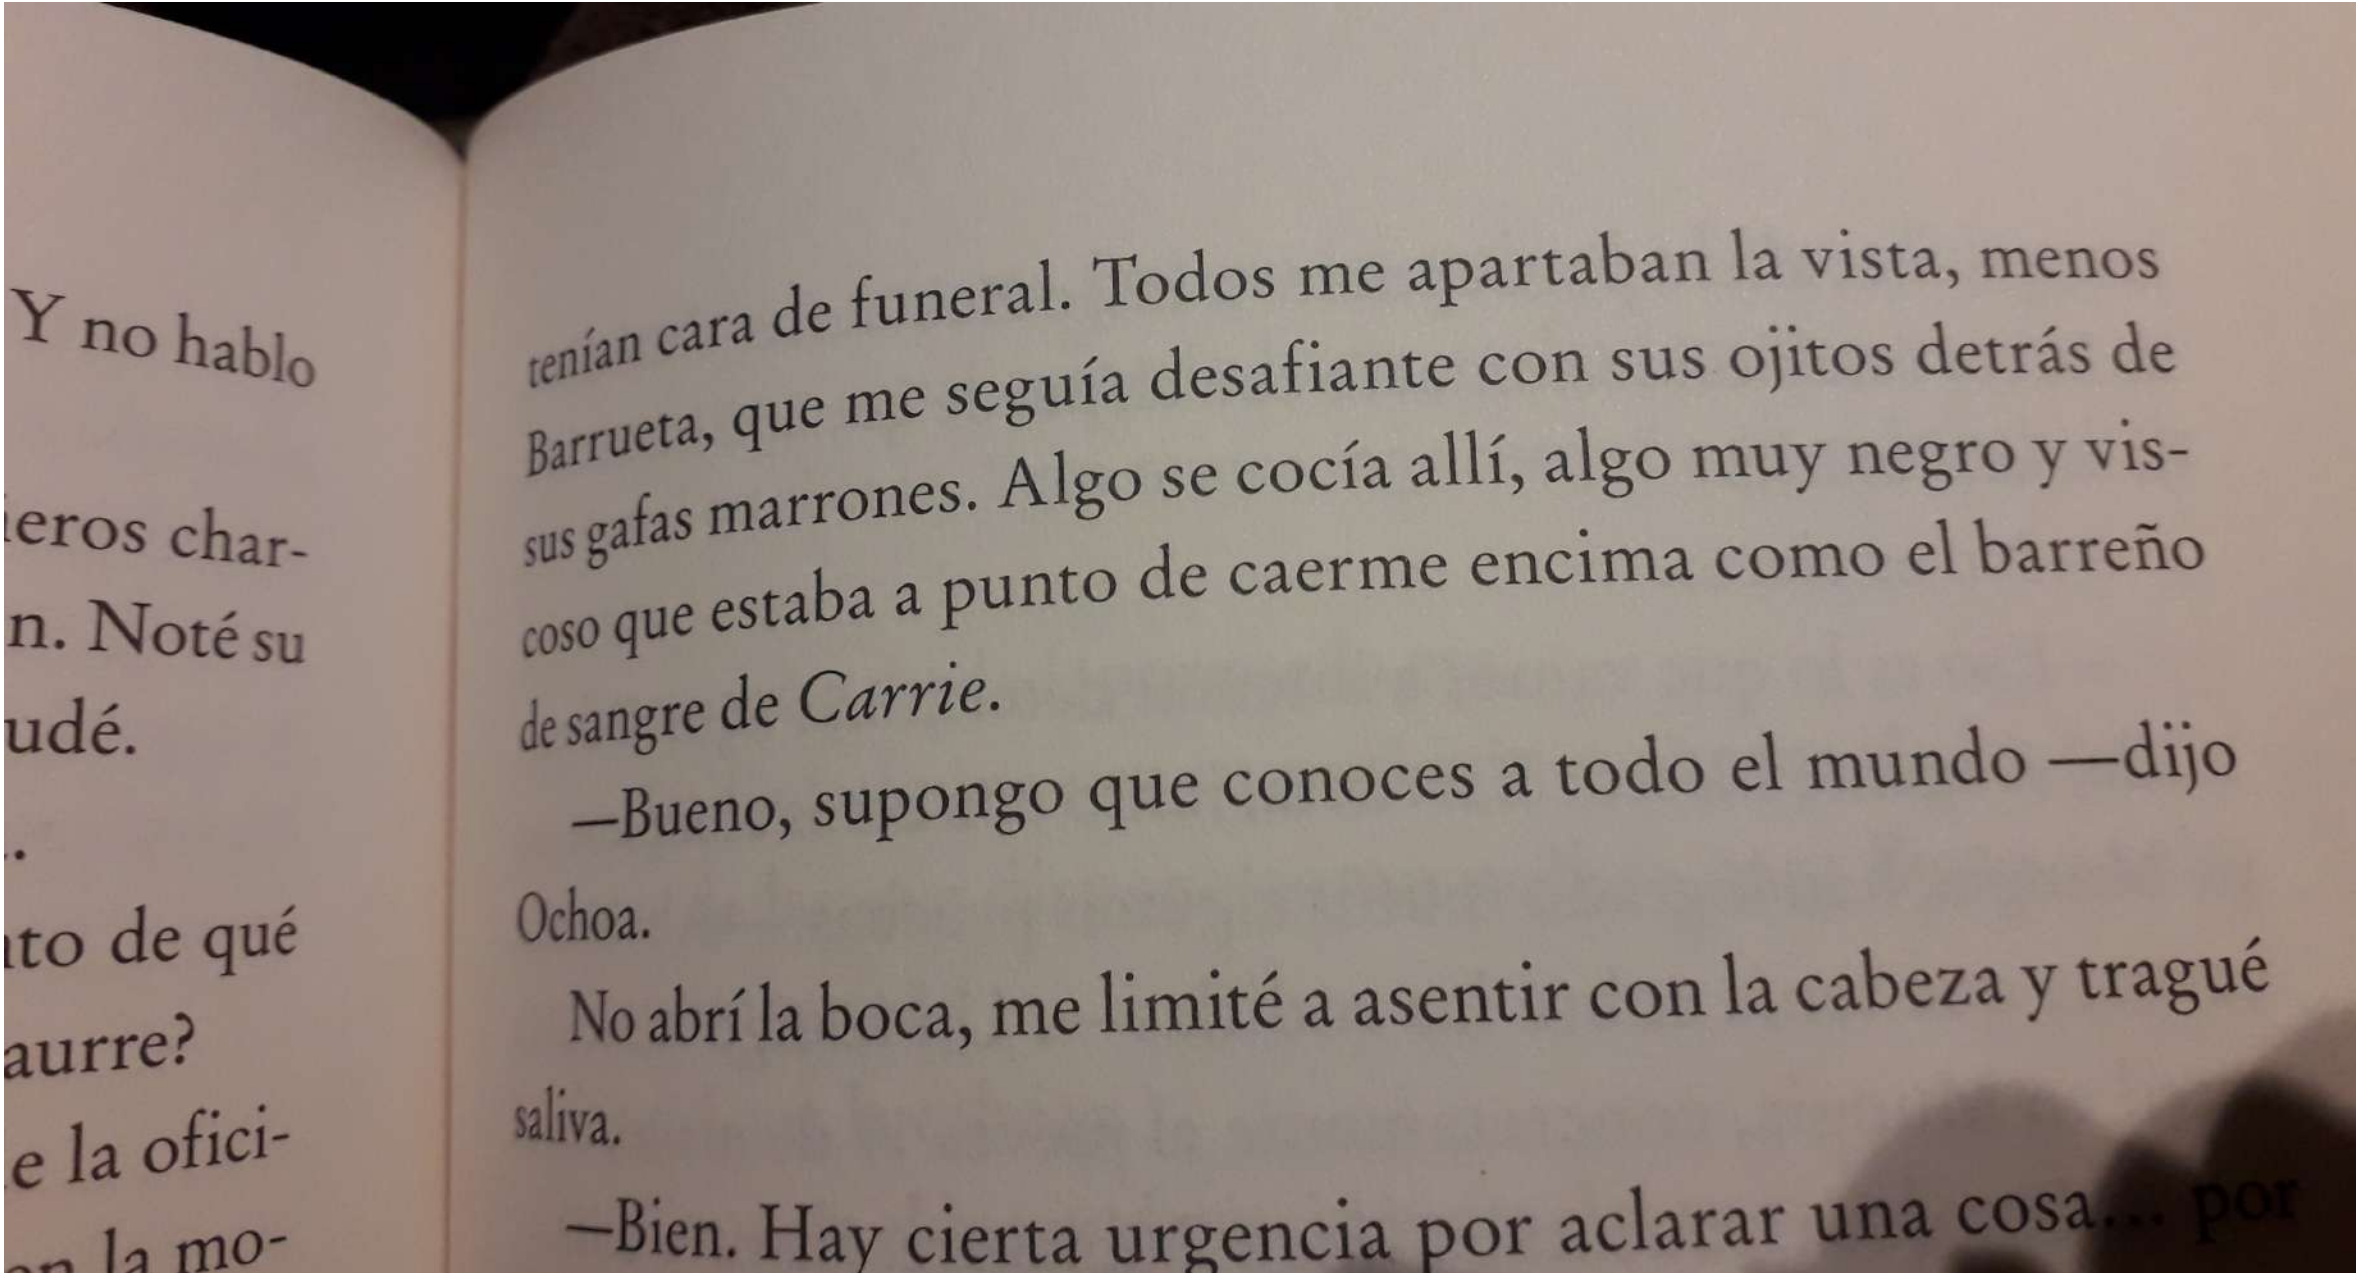 Y no hablo
char-
Noté su
.
de qué
e la ofici-
la mo-
tenían cara de funeral. Todos me apartaban la vista, menos
Barrueta, que me seguía desafiante con sus ojitos detrás de
sus gafas marrones. Algo se cocía allí, algo muy negro y vis-
coso que estaba a punto de caerme encima como el barreño
de sangre de Carrie.
—Bueno, supongo que conoces a todo el mundo —dijo
Ochoa.
No abrí la boca, me limité a asentir con la cabeza y tragué
saliva.
—Bien. Hay cierta urgencia por aclarar una cosa... por